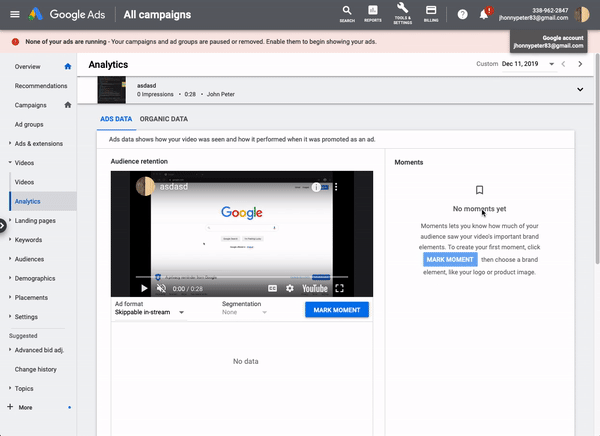 Google Ads
All campaigns
SEARCH
REPORTS
TOOLS &
SETTINGS
BILLING
338-962-2847
jhonnypeter83@gmail.com
Google account
jhonnypeter83@gmail.com
None of your ads are running - Your campaigns and ad groups are paused or removed. Enable them to begin showing your ads.
Overview
Recommendations
Campaigns
Ad groups
Ads & extensions
Videos
Videos
Analytics
Landing pages
Keywords
Audiences
Demographics
Placements
Settings
Suggested
Advanced bid adj.
Change history
Topics
More
Analytics
Custom Dec 11, 2019
asdasd
0 Impressions • 0:28 • John Peter
ADS DATA ORGANIC DATA
Ads data shows how your video was seen and how it performed when it was promoted as an ad.
Audience retention
asdasd
Google
0:00 / 0:28
CC
YouTube
Ad format
Skippable in-stream
Segmentation
None
MARK MOMENT
No data
Moments
No moments yet
Moments lets you know how much of your
audience saw your video's important brand
elements. To create your first moment, click
MARK MOMENT then choose a brand
element, like your logo or product image.